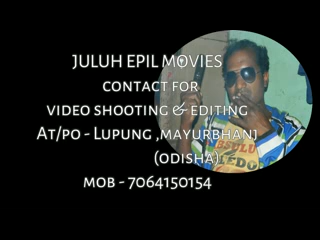 JULUH EPIL MOVIES
CONTACT FOR
VIDEO SHOOTING & EDITING
AT/PO - LUPUNG ,MAYURBHANJ
(ODISHA)
MOB - 7064150154